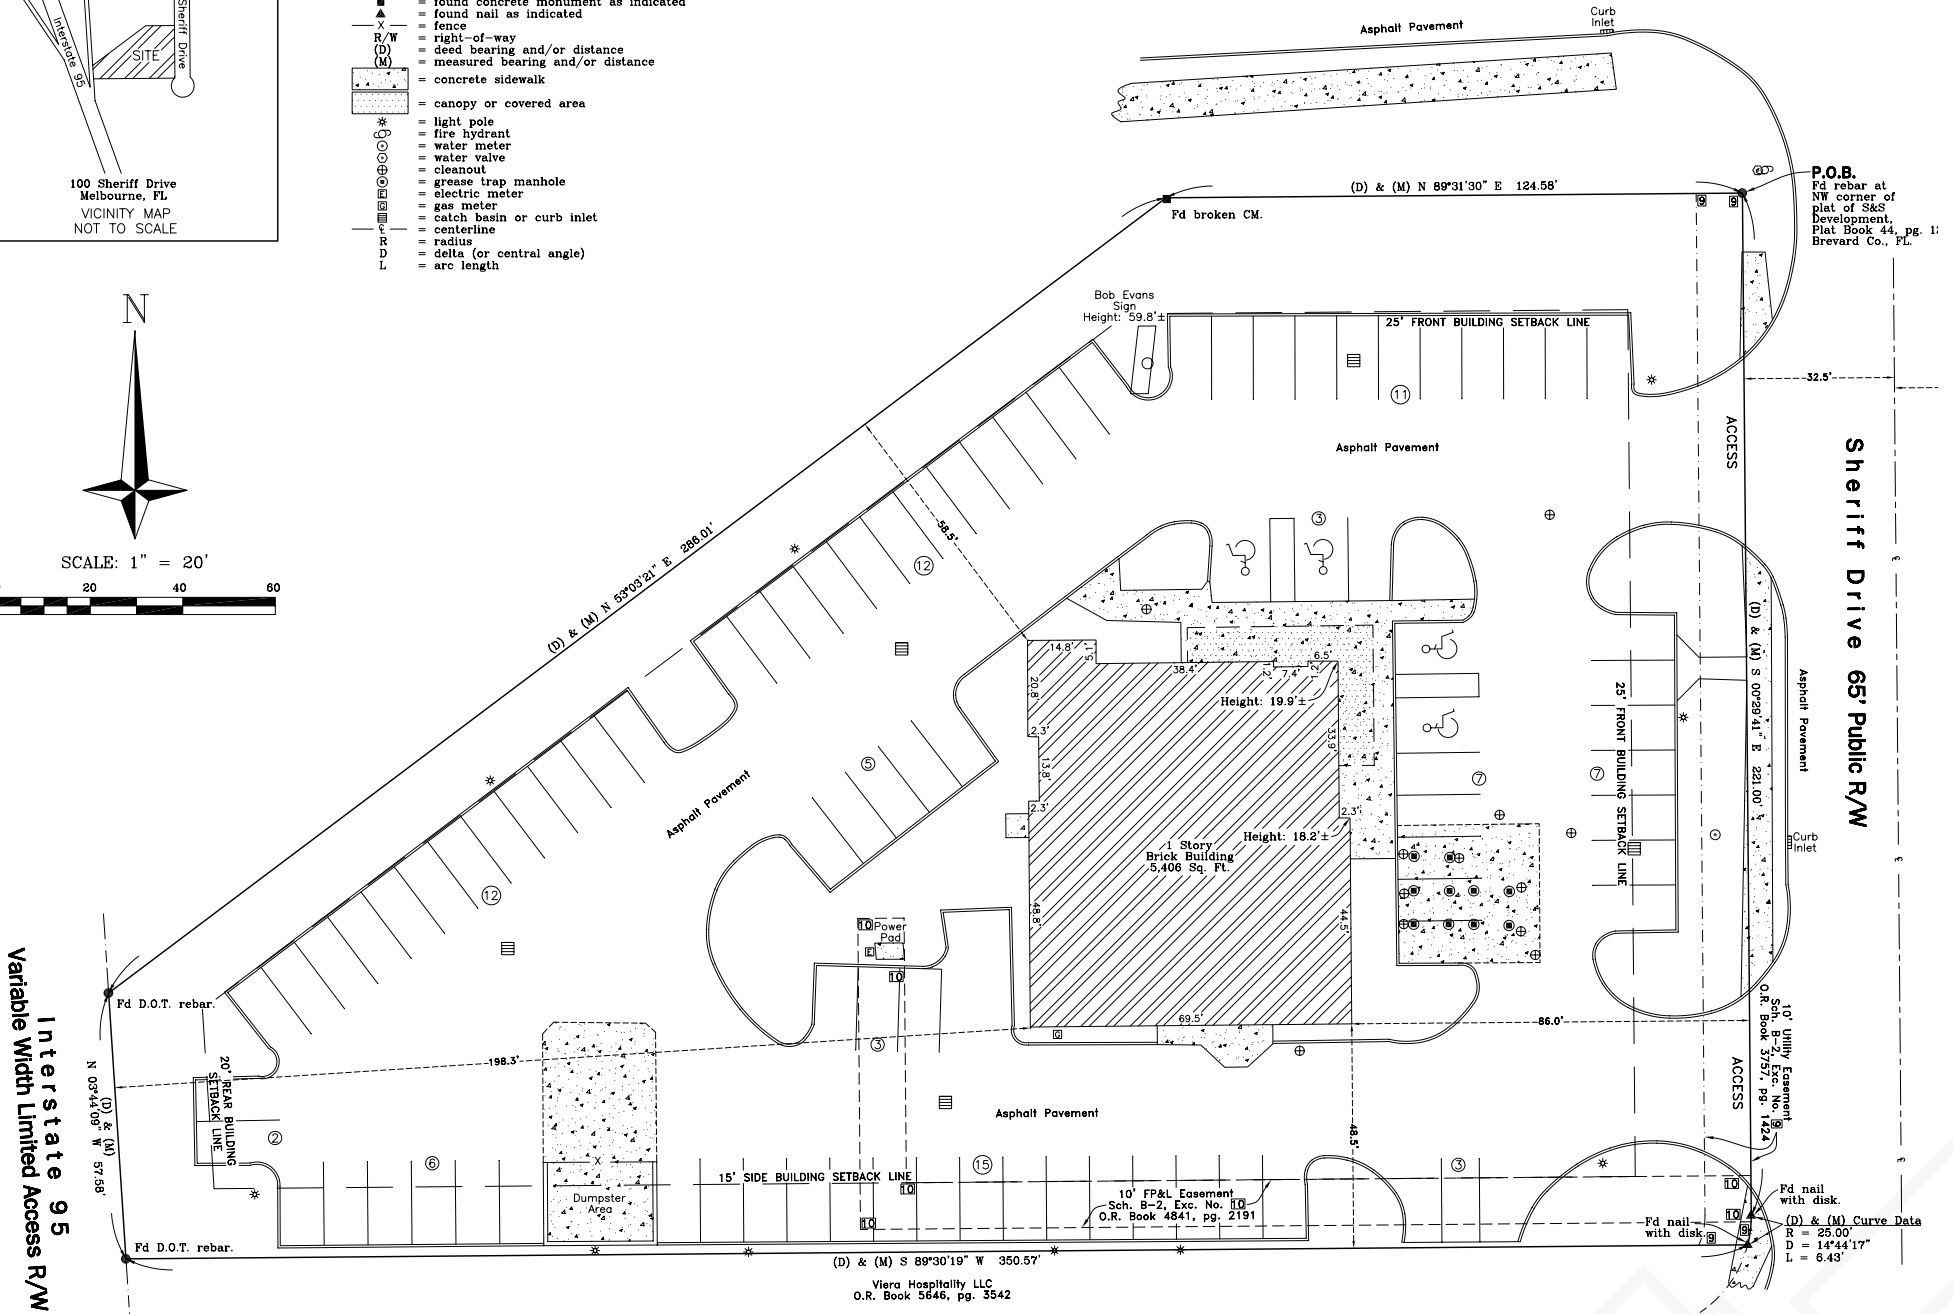 ■ = found concrete monument as indicated
▲ = found nail as indicated
X = fence
R/W = right-of-way
(D) = deed bearing and/or distance
(M) = measured bearing and/or distance
= concrete sidewalk
= canopy or covered area
= light pole
= fire hydrant
= water meter
= water valve
= cleanout
= grease trap manhole
E = electric meter
G = gas meter
= catch basin or curb inlet
℄ = centerline
R = radius
D = delta (or central angle)
L = arc length
Interstate 95
Sheriff Drive
SITE
100 Sheriff Drive
Melbourne, FL
VICINITY MAP
NOT TO SCALE
N
SCALE: 1" = 20'
20 40 60
Asphalt Pavement
Curb
Inlet
(D) & (M) N 89°31'30" E 124.58'
Fd broken CM.
9 9
P.O.B.
Fd rebar at
NW corner of
plat of S&S
Development,
Plat Book 44, pg.
Brevard Co., FL.
Bob Evans
Sign
Height: 59.8'±
25' FRONT BUILDING SETBACK LINE
11
32.5'
ACCESS
Asphalt Pavement
Sheriff Drive 65' Public R/W
(D) & (M) N 53°03'21" E 286.01'
58.5'
12
3
14.8'
5.1'
38.4'
2'
7.4'
1.2'
6.5'
20.8'
Height: 19.9'±
33.9'
2.3'
13.8'
2.3'
2.3'
Height: 18.2'±
1 Story
Brick Building
5,406 Sq. Ft.
48.8'
44.5'
69.5'
5
Asphalt Pavement
12
7
7
25' FRONT BUILDING SETBACK LINE
(D) & (M) S 00°29'41" E 221.00'
Asphalt Pavement
Curb
Inlet
10
Power
Pad
E
10
3
G
86.0'
10' Utility Easement
Sch. B-2, Exc. No. 9
O.R. Book 3757, pg. 1424
ACCESS
Fd D.O.T. rebar.
198.3'
20' REAR BUILDING
SETBACK LINE
(D) & (M)
N 03°44'09" W 57.58'
Interstate 95
Variable Width Limited Access R/W
Asphalt Pavement
48.5'
2
6
X
Dumpster
Area
15' SIDE BUILDING SETBACK LINE
15
3
10
10
10' FP&L Easement
Sch. B-2, Exc. No. 10
O.R. Book 4841, pg. 2191
10
10
9
9
Fd nail
with disk.
Fd nail
with disk.
(D) & (M) Curve Data
R = 25.00'
D = 14°44'17"
L = 6.43'
Fd D.O.T. rebar.
(D) & (M) S 89°30'19" W 350.57'
Viera Hospitality LLC
O.R. Book 5646, pg. 3542